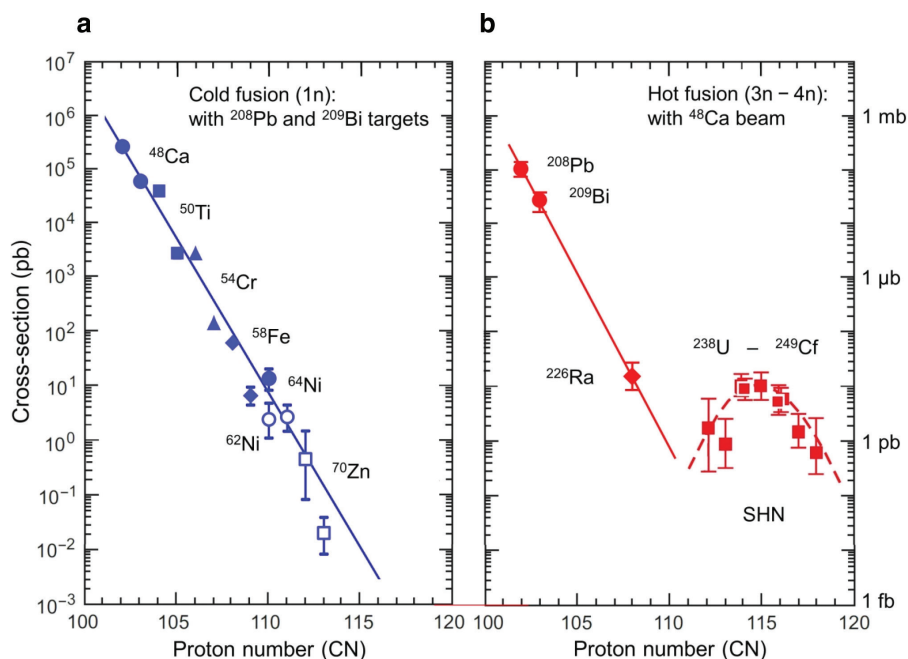 a
b
10⁷
10⁶
10⁵
10⁴
10³
10²
10¹
10⁰
10⁻¹
10⁻²
10⁻³
Cross-section (pb)
Cold fusion (1n):
with ²⁰⁸Pb and ²⁰⁹Bi targets
⁴⁸Ca
⁵⁰Ti
⁵⁴Cr
⁵⁸Fe
⁶⁴Ni
⁶²Ni
⁷⁰Zn
100
105
110
115
120
Proton number (CN)
Hot fusion (3n – 4n):
with ⁴⁸Ca beam
²⁰⁸Pb
²⁰⁹Bi
²³⁸U – ²⁴⁹Cf
²²⁶Ra
SHN
1 mb
1 μb
1 pb
1 fb
100
105
110
115
120
Proton number (CN)